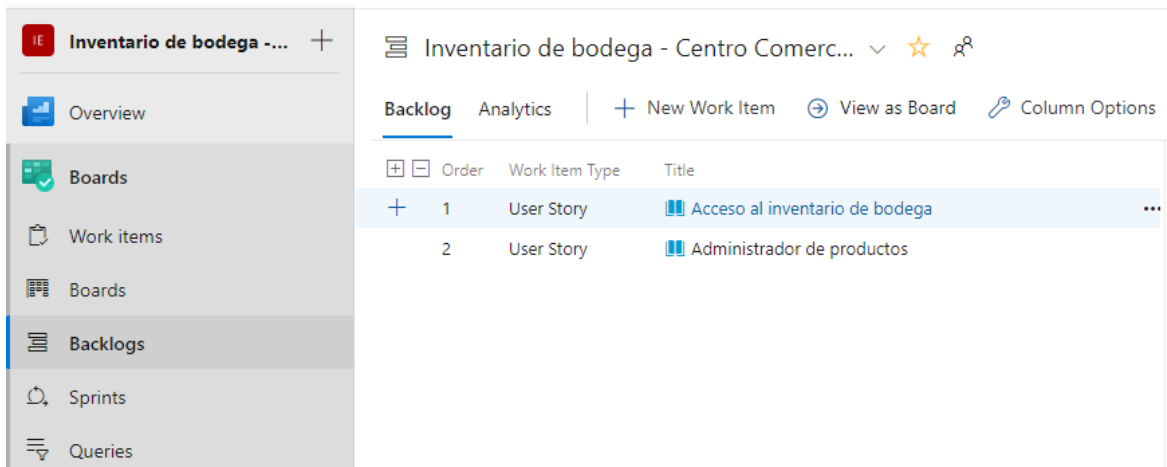 IE Inventario de bodega -... +
Overview
Boards
Work items
Boards
Backlogs
Sprints
Queries
Inventario de bodega - Centro Comerc...
Backlog Analytics + New Work Item View as Board Column Options
Order Work Item Type Title
+ 1 User Story Acceso al inventario de bodega ...
2 User Story Administrador de productos